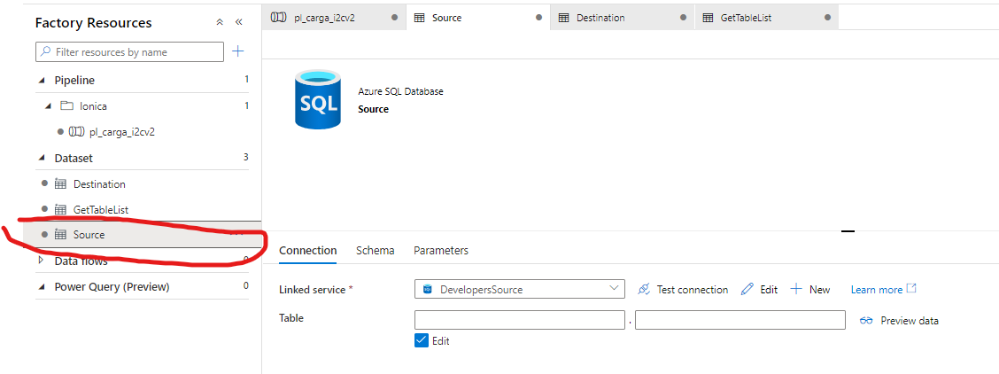 Factory Resources
Filter resources by name
Pipeline 1
Ionica 1
pl_carga_i2cv2
Dataset 3
Destination
GetTableList
Source
Data flows
Power Query (Preview) 0
pl_carga_i2cv2 Source Destination GetTableList
SQL
Azure SQL Database
Source
Connection Schema Parameters
Linked service * SQL DevelopersSource Test connection Edit New Learn more
Table . Preview data
Edit